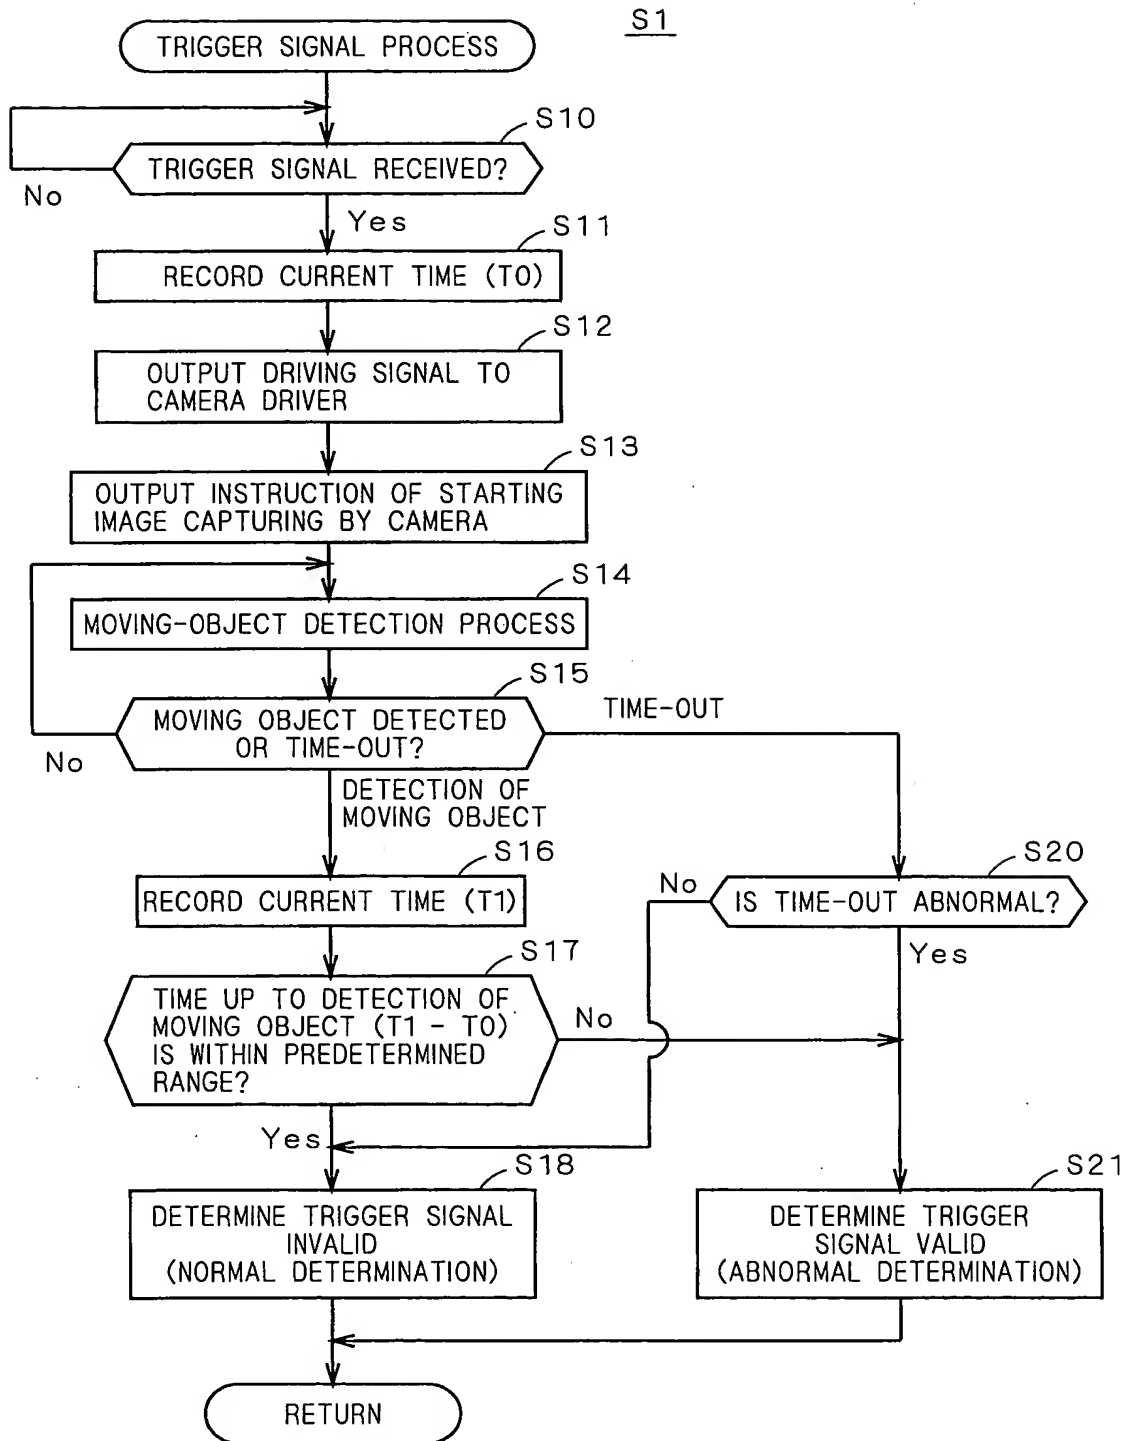 S1
TRIGGER SIGNAL PROCESS
S10
TRIGGER SIGNAL RECEIVED?
No
Yes
S11
RECORD CURRENT TIME (T0)
S12
OUTPUT DRIVING SIGNAL TO
CAMERA DRIVER
S13
OUTPUT INSTRUCTION OF STARTING
IMAGE CAPTURING BY CAMERA
S14
MOVING-OBJECT DETECTION PROCESS
S15
MOVING OBJECT DETECTED
OR TIME-OUT?
TIME-OUT
No
DETECTION OF
MOVING OBJECT
S16
RECORD CURRENT TIME (T1)
S20
IS TIME-OUT ABNORMAL?
No
Yes
S17
TIME UP TO DETECTION OF
MOVING OBJECT (T1 - T0)
IS WITHIN PREDETERMINED
RANGE?
No
Yes
S18
DETERMINE TRIGGER SIGNAL
INVALID
(NORMAL DETERMINATION)
S21
DETERMINE TRIGGER
SIGNAL VALID
(ABNORMAL DETERMINATION)
RETURN